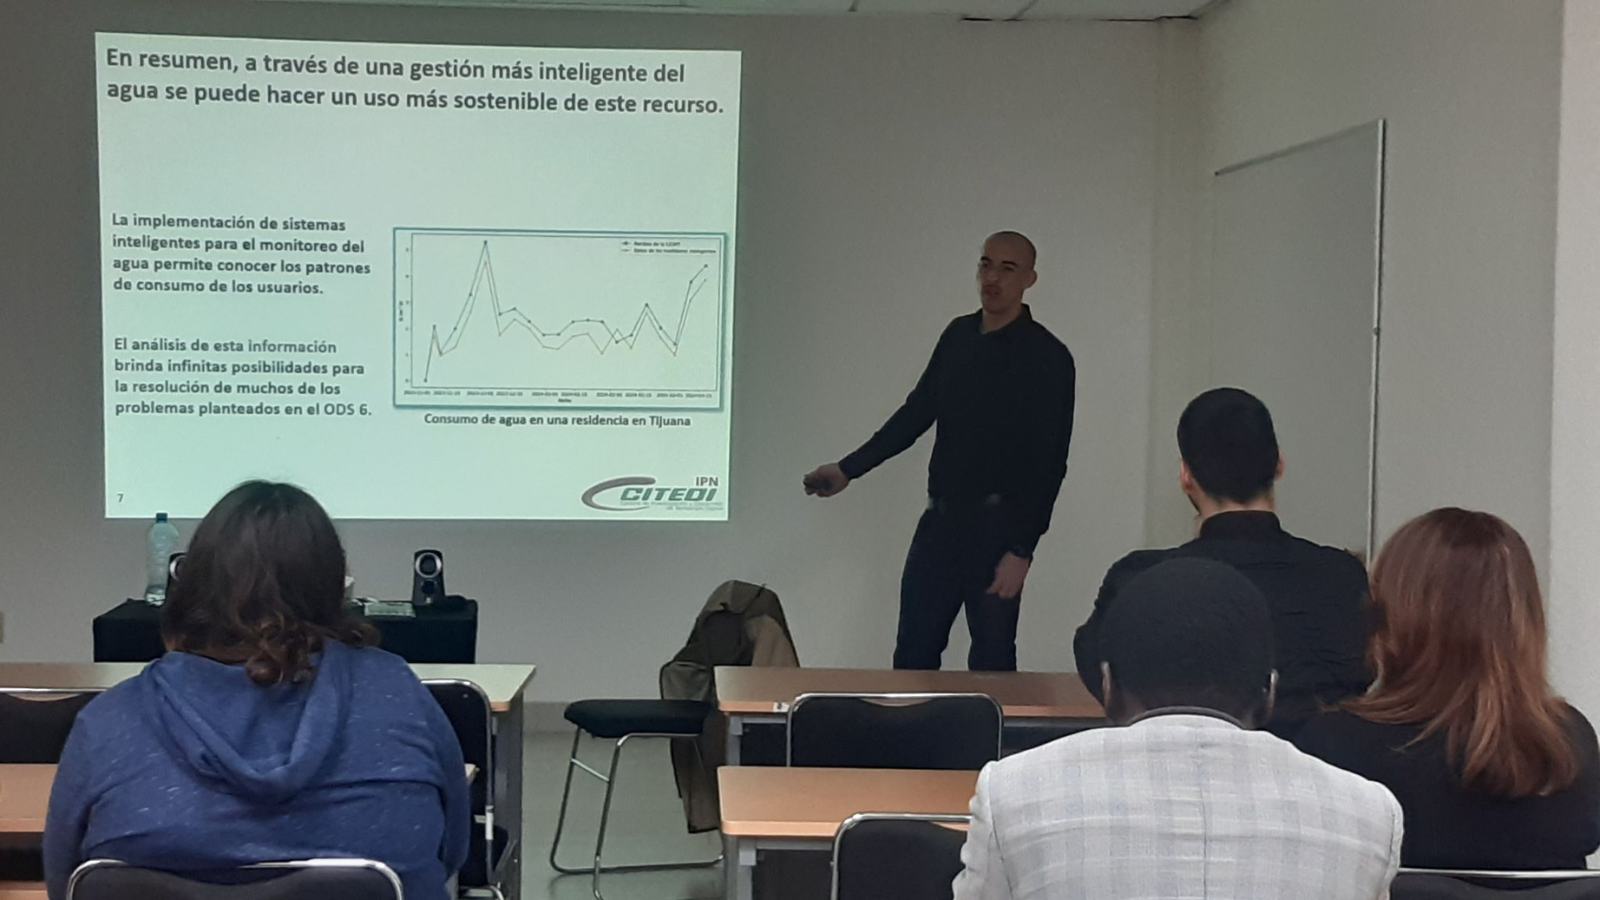 En resumen, a través de una gestión más inteligente del
agua se puede hacer un uso más sostenible de este recurso.
La implementación de sistemas
inteligentes para el monitoreo del
agua permite conocer los patrones
de consumo de los usuarios.
El análisis de esta información
brinda infinitas posibilidades para
la resolución de muchos de los
problemas planteados en el ODS 6.
Consumo de agua en una residencia en Tijuana
7
IPN
CITEDI